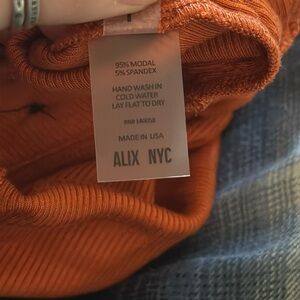 95% MODAL
5% SPANDEX
HAND WASH IN
COLD WATER
LAY FLAT TO DRY
MADE IN USA
ALIX NYC